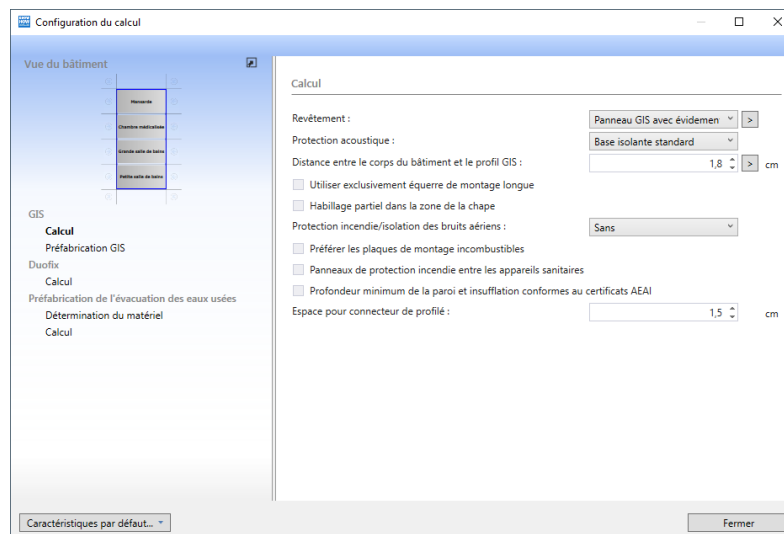 Configuration du calcul
Vue du bâtiment
Mansarde
Chambre médicalisée
Grande salle de bains
Petite salle de bains
GIS
Calcul
Préfabrication GIS
Duofix
Calcul
Préfabrication de l'évacuation des eaux usées
Détermination du matériel
Calcul
Calcul
Revêtement :
Panneau GIS avec évidemen
>
Protection acoustique :
Base isolante standard
Distance entre le corps du bâtiment et le profil GIS :
1,8
>
cm
Utiliser exclusivement équerre de montage longue
Habillage partiel dans la zone de la chape
Protection incendie/isolation des bruits aériens :
Sans
Préférer les plaques de montage incombustibles
Panneaux de protection incendie entre les appareils sanitaires
Profondeur minimum de la paroi et insufflation conformes au certificats AEAI
Espace pour connecteur de profilé :
1,5
cm
Caractéristiques par défaut...
Fermer